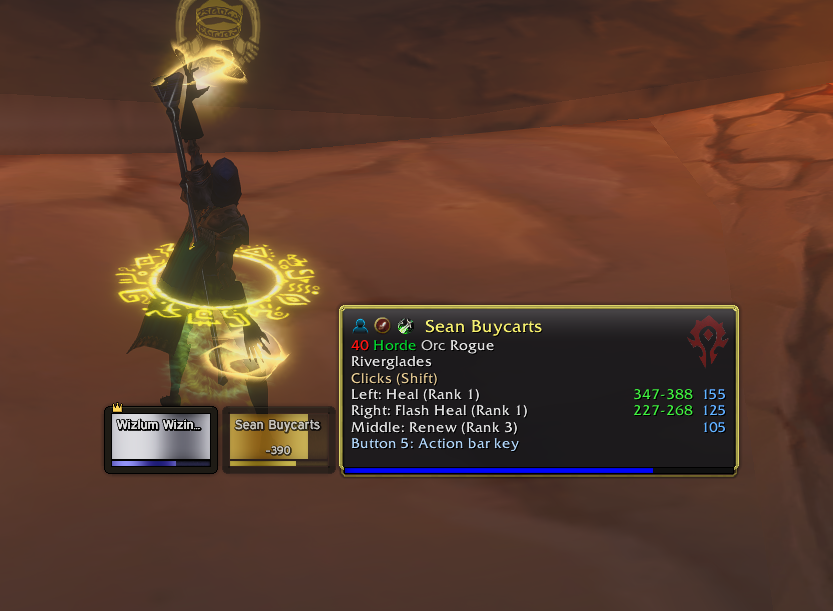 Sean Buycarts
40 Horde Orc Rogue
Riverglades
Clicks (Shift)
Left: Heal (Rank 1) 347-388 155
Right: Flash Heal (Rank 1) 227-268 125
Middle: Renew (Rank 3) 105
Button 5: Action bar key
Wizlum Wizin...
Sean Buycarts
-390